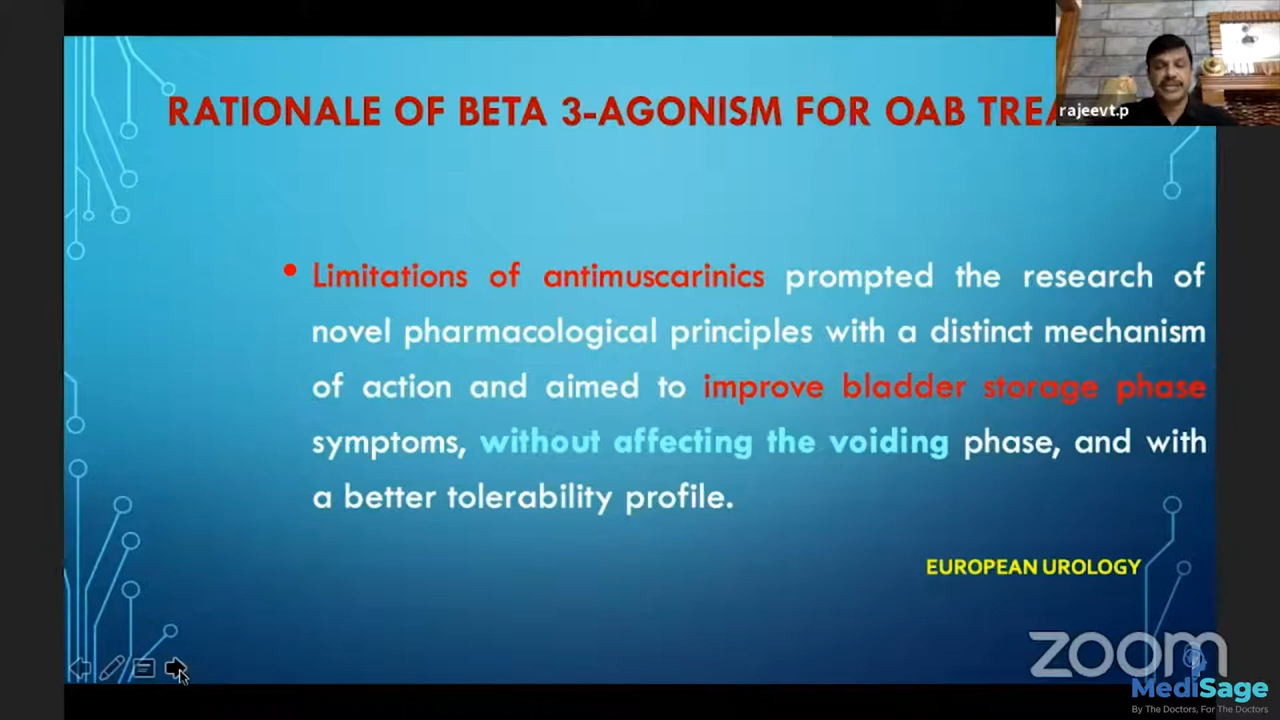 RATIONALE OF BETA 3-AGONISM FOR OAB
rajeevt.p
• Limitations of antimuscarinics prompted the research of
novel pharmacological principles with a distinct mechanism
of action and aimed to improve bladder storage phase
symptoms, without affecting the voiding phase, and with
a better tolerability profile.
EUROPEAN UROLOGY
zoom
MediSage
By The Doctors, For The Doctors